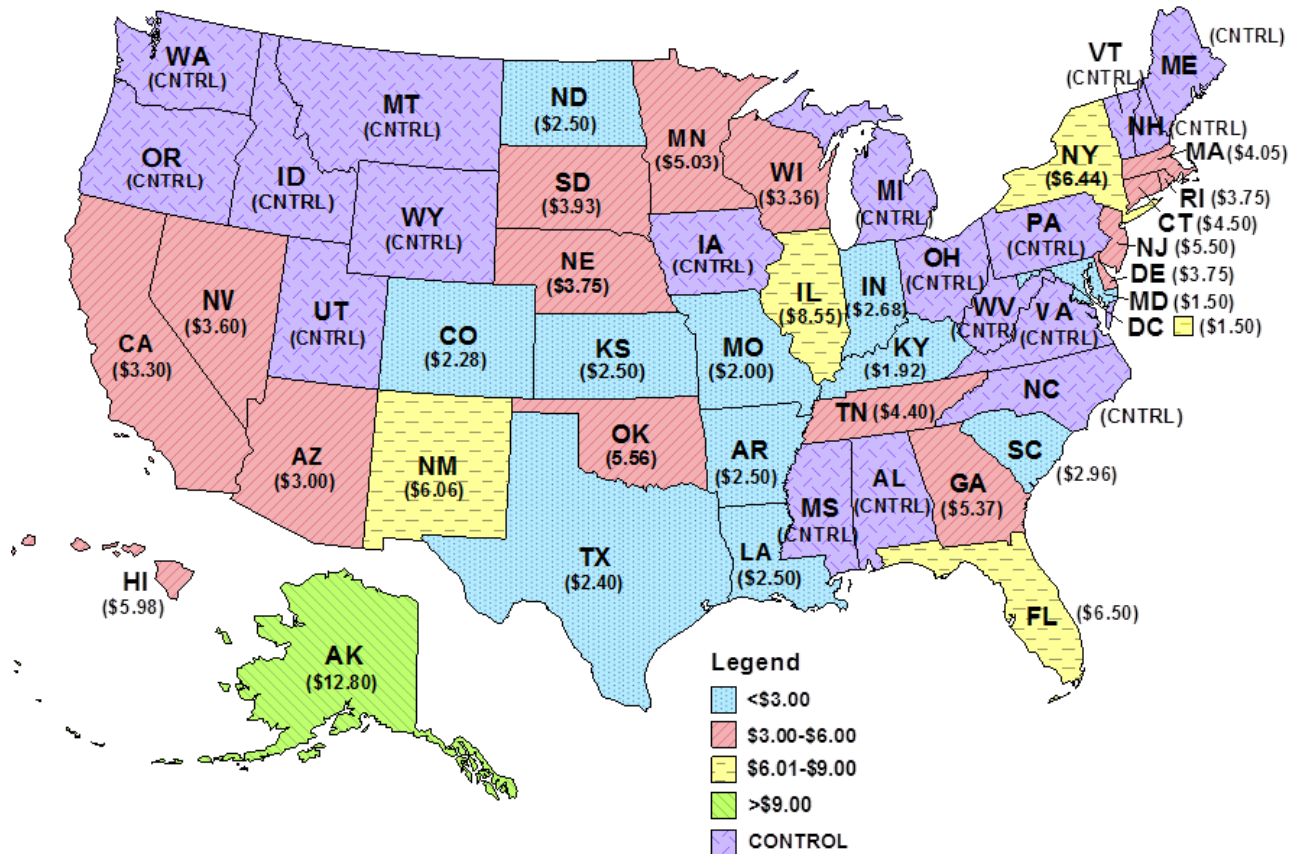 WA
(CNTRL)
MT
(CNTRL)
ND
($2.50)
MN
($5.03)
VT
(CNTRL)
ME
(CNTRL)
OR
(CNTRL)
ID
(CNTRL)
WY
(CNTRL)
SD
($3.93)
WI
($3.36)
MI
(CNTRL)
NY
($6.44)
NH
(CNTRL)
MA ($4.05)
RI ($3.75)
CT ($4.50)
NJ ($5.50)
DE ($3.75)
MD ($1.50)
DC ($1.50)
CA
($3.30)
NV
($3.60)
UT
(CNTRL)
CO
($2.28)
NE
($3.75)
KS
($2.50)
IA
(CNTRL)
MO
($2.00)
IL
($8.55)
IN
($2.68)
OH
(CNTRL)
PA
(CNTRL)
WV
(CNTRL)
VA
(CNTRL)
KY
($1.92)
AZ
($3.00)
NM
($6.06)
OK
(5.56)
AR
($2.50)
TN ($4.40)
NC
(CNTRL)
SC
($2.96)
TX
($2.40)
LA
($2.50)
MS
(CNTRL)
AL
(CNTRL)
GA
($5.37)
FL
($6.50)
HI
($5.98)
AK
($12.80)
Legend
<$3.00
$3.00-$6.00
$6.01-$9.00
>$9.00
CONTROL